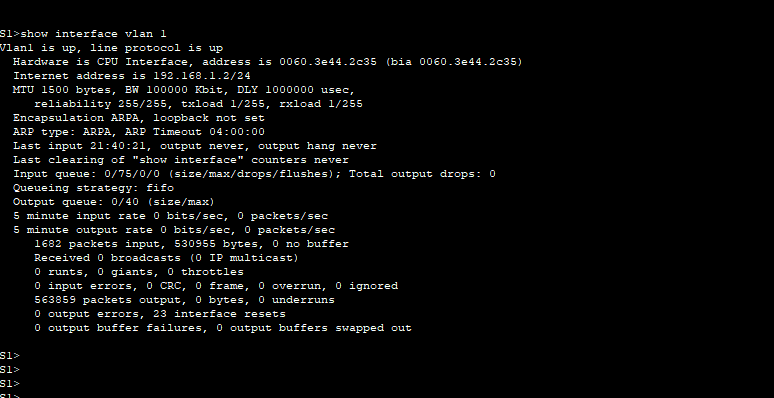 S1>show interface vlan 1
Vlan1 is up, line protocol is up
Hardware is CPU Interface, address is 0060.3e44.2c35 (bia 0060.3e44.2c35)
Internet address is 192.168.1.2/24
MTU 1500 bytes, BW 100000 Kbit, DLY 1000000 usec,
reliability 255/255, txload 1/255, rxload 1/255
Encapsulation ARPA, loopback not set
ARP type: ARPA, ARP Timeout 04:00:00
Last input 21:40:21, output never, output hang never
Last clearing of "show interface" counters never
Input queue: 0/75/0/0 (size/max/drops/flushes); Total output drops: 0
Queueing strategy: fifo
Output queue: 0/40 (size/max)
5 minute input rate 0 bits/sec, 0 packets/sec
5 minute output rate 0 bits/sec, 0 packets/sec
1682 packets input, 530955 bytes, 0 no buffer
Received 0 broadcasts (0 IP multicast)
0 runts, 0 giants, 0 throttles
0 input errors, 0 CRC, 0 frame, 0 overrun, 0 ignored
563859 packets output, 0 bytes, 0 underruns
0 output errors, 23 interface resets
0 output buffer failures, 0 output buffers swapped out
S1>
S1>
S1>
S1>